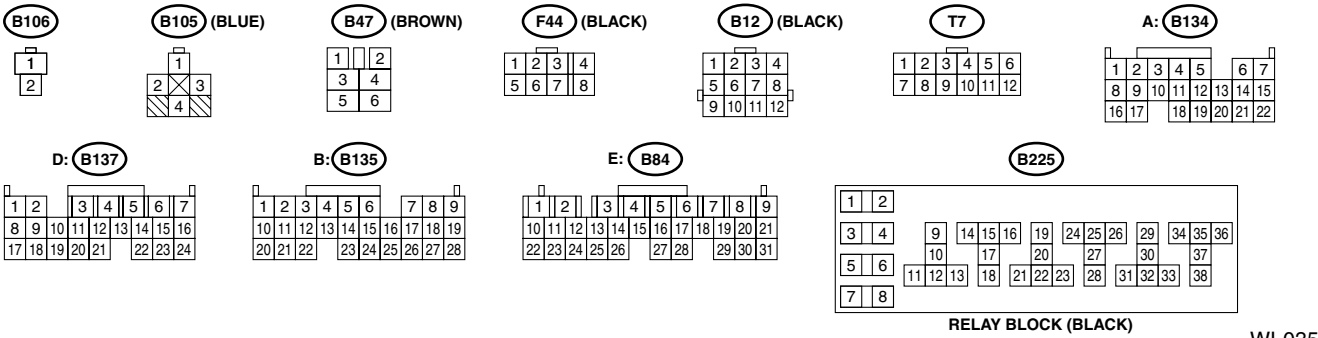 B106 B105 (BLUE) B47 (BROWN) F44 (BLACK) B12 (BLACK) T7 A: B134
1 1 1 2 1 2 3 4 1 2 3 4 1 2 3 4 5 6 1 2 3 4 5 6 7
2 2 3 3 4 5 6 7 8 5 6 7 8 7 8 9 10 11 12 8 9 10 11 12 13 14 15
4 5 6 9 10 11 12 16 17 18 19 20 21 22
D: B137 B: B135 E: B84 B225
1 2 3 4 5 6 7 1 2 3 4 5 6 7 8 9 1 2 3 4 5 6 7 8 9 1 2
8 9 10 11 12 13 14 15 16 10 11 12 13 14 15 16 17 18 19 10 11 12 13 14 15 16 17 18 19 20 21 3 4 9 14 15 16 19 24 25 26 29 34 35 36
17 18 19 20 21 22 23 24 20 21 22 23 24 25 26 27 28 22 23 24 25 26 27 28 29 30 31 10 17 20 27 30 37
5 6 11 12 13 18 21 22 23 28 31 32 33 38
7 8
RELAY BLOCK (BLACK)